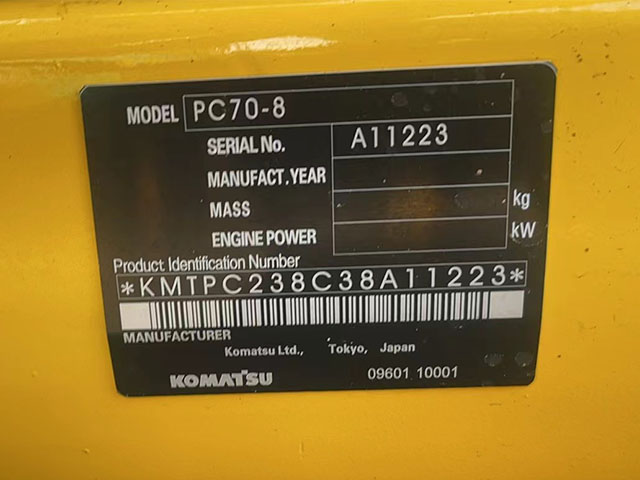 MODEL PC70-8
SERIAL No. A11223
MANUFACT.YEAR
MASS kg
ENGINE POWER kW
Product Identification Number
*KMTPC238C38A11223*
MANUFACTURER
Komatsu Ltd., Tokyo, Japan
KOMATSU 09601 10001